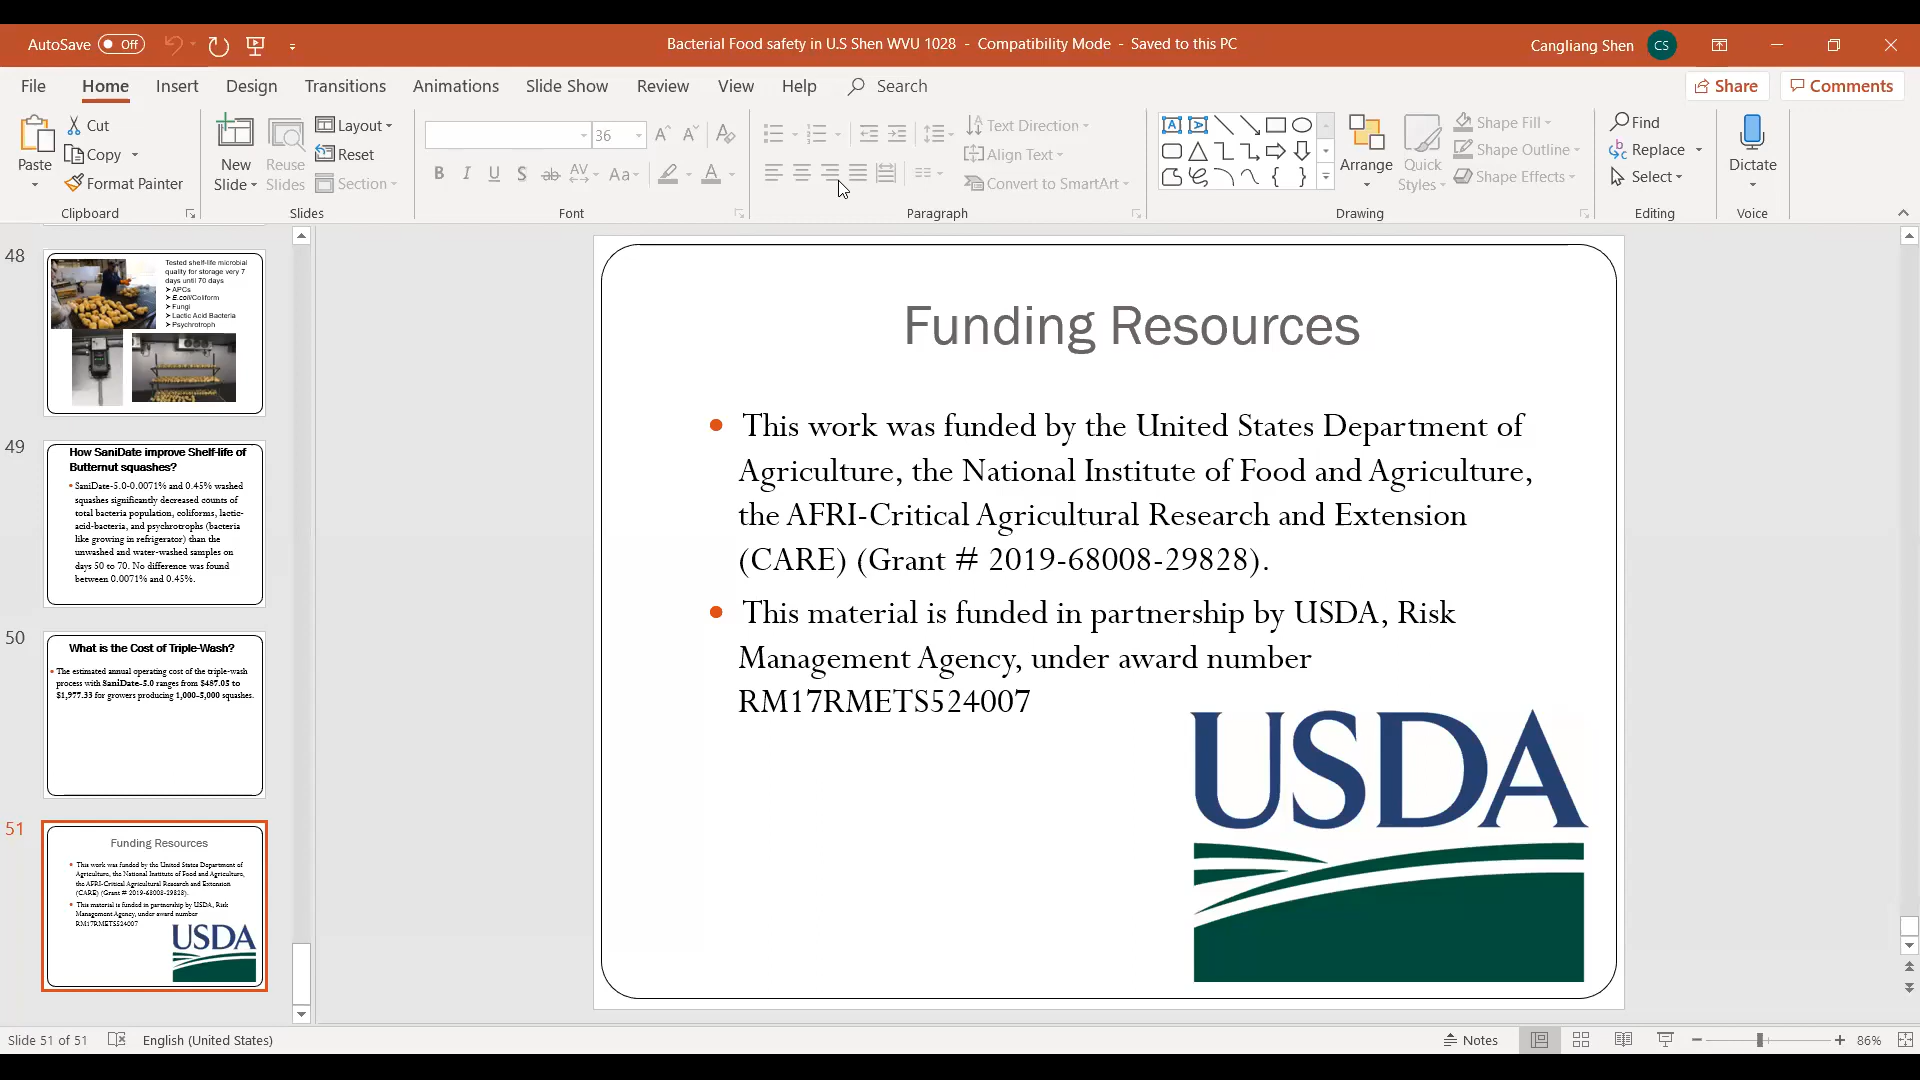 AutoSave Off
Bacterial Food safety in U.S Shen WVU 1028 - Compatibility Mode - Saved to this PC
Cangliang Shen CS
File Home Insert Design Transitions Animations Slide Show Review View Help Search
Share Comments
Paste
Cut
Copy
Format Painter
Clipboard
New Slide
Reuse Slides
Layout
Reset
Section
Slides
36
B I U S ab AV Aa A
Font
Text Direction
Align Text
Convert to SmartArt
Paragraph
Arrange
Quick Styles
Shape Fill
Shape Outline
Shape Effects
Drawing
Find
Replace
Select
Editing
Dictate
Voice
48
Tested shelf-life microbial
quality for storage very 7
days until 70 days
➤ APCs
➤ E.coli/Coliform
➤ Fungi
➤ Lactic Acid Bacteria
➤ Psychrotroph
49
How SaniDate improve Shelf-life of
Butternut squashes?
• SaniDate-5.0-0.0071% and 0.45% washed
squashes significantly decreased counts of
total bacteria population, coliforms, lactic-
acid-bacteria, and psychrotrophs (bacteria
like growing in refrigerator) than the
unwashed and water-washed samples on
days 50 to 70. No difference was found
between 0.0071% and 0.45%.
50
What is the Cost of Triple-Wash?
• The estimated annual operating cost of the triple-wash
process with SaniDate-5.0 ranges from $487.05 to
$1,977.33 for growers producing 1,000-5,000 squashes.
51
Funding Resources
• This work was funded by the United States Department of
Agriculture, the National Institute of Food and Agriculture,
the AFRI-Critical Agricultural Research and Extension
(CARE) (Grant # 2019-68008-29828).
• This material is funded in partnership by USDA, Risk
Management Agency, under award number
RM17RMETS524007
USDA
Funding Resources
• This work was funded by the United States Department of
Agriculture, the National Institute of Food and Agriculture,
the AFRI-Critical Agricultural Research and Extension
(CARE) (Grant # 2019-68008-29828).
• This material is funded in partnership by USDA, Risk
Management Agency, under award number
RM17RMETS524007
USDA
Slide 51 of 51 English (United States)
Notes 86%